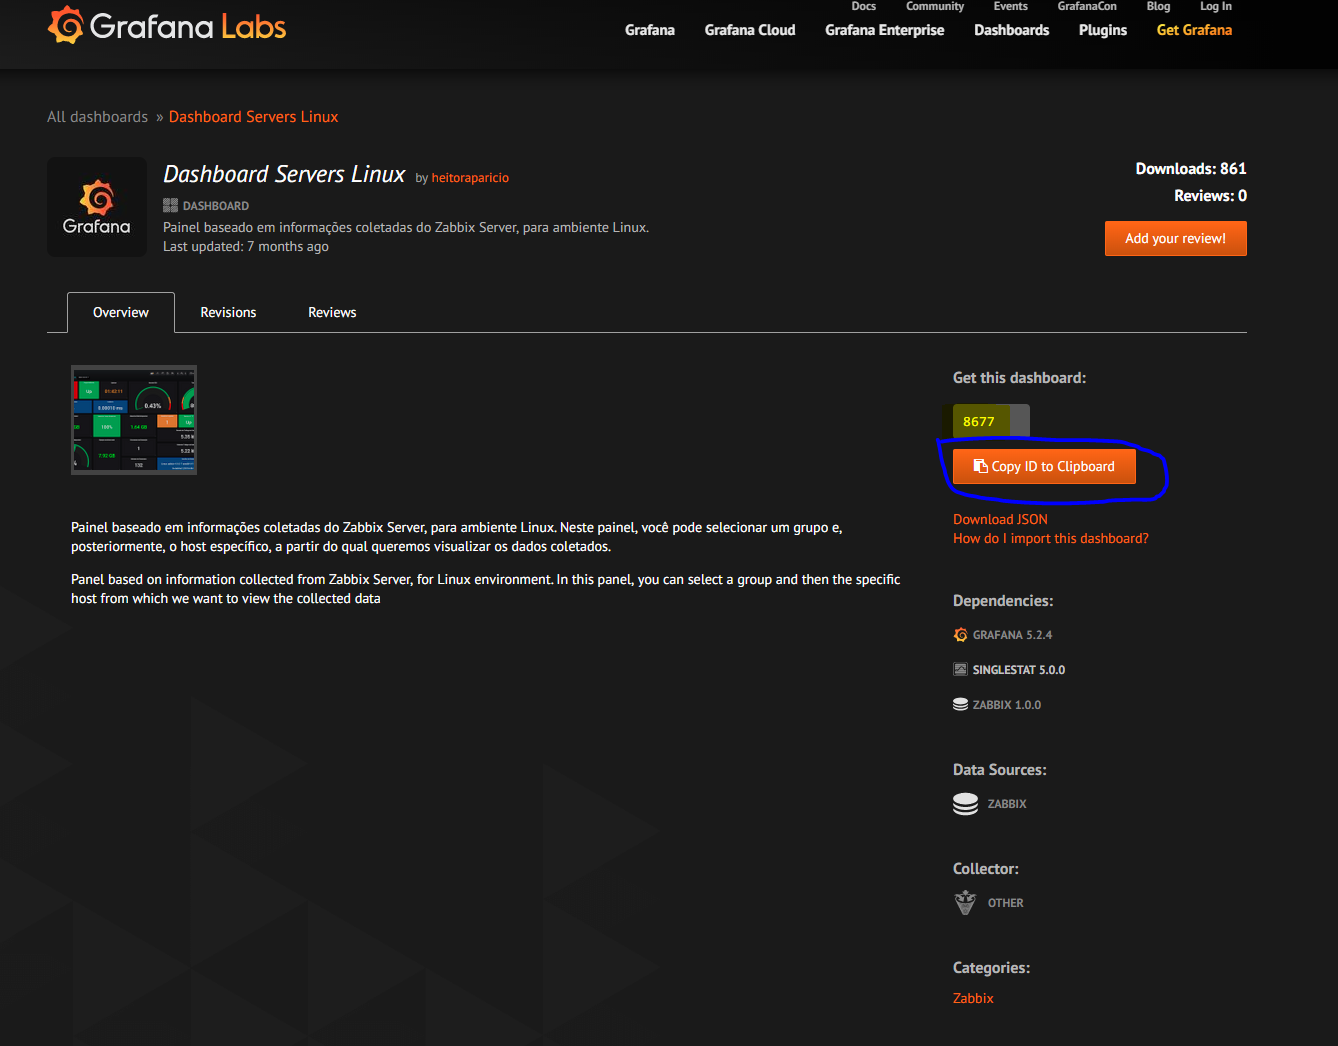 Docs Community Events GrafanaCon Blog Log In
Grafana Labs
Grafana Grafana Cloud Grafana Enterprise Dashboards Plugins Get Grafana
All dashboards » Dashboard Servers Linux
Dashboard Servers Linux by heitoraparicio
Downloads: 861
DASHBOARD
Reviews: 0
Grafana
Painel baseado em informações coletadas do Zabbix Server, para ambiente Linux.
Last updated: 7 months ago
Add your review!
Overview Revisions Reviews
Up
0.43%
100%
1
Up
1
132
Painel baseado em informações coletadas do Zabbix Server, para ambiente Linux. Neste painel, você pode selecionar um grupo e,
posteriormente, o host específico, a partir do qual queremos visualizar os dados coletados.
Panel based on information collected from Zabbix Server, for Linux environment. In this panel, you can select a group and then the specific
host from which we want to view the collected data
Get this dashboard:
8677
Copy ID to Clipboard
Download JSON
How do I import this dashboard?
Dependencies:
GRAFANA 5.2.4
SINGLESTAT 5.0.0
ZABBIX 1.0.0
Data Sources:
ZABBIX
Collector:
OTHER
Categories:
Zabbix